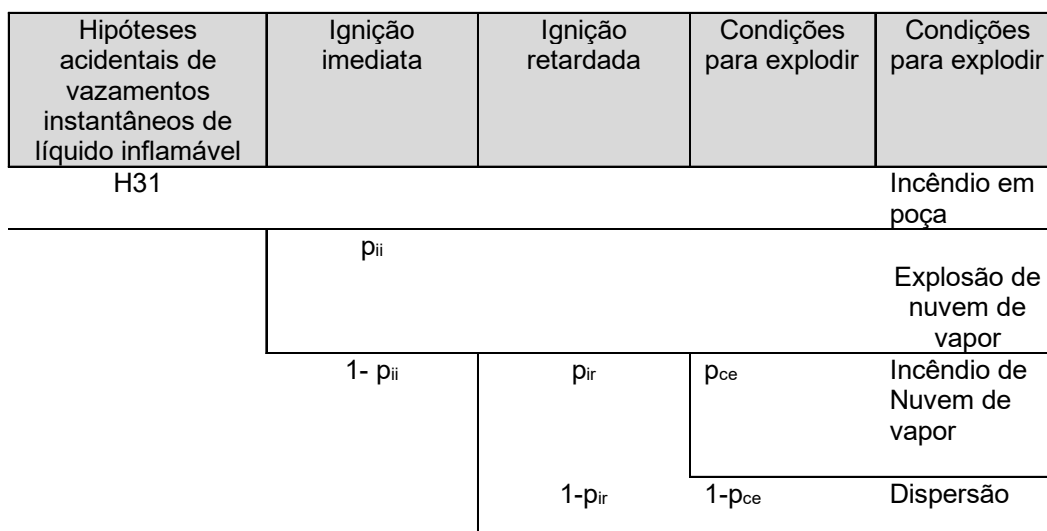 Hipóteses
acidentais de
vazamentos
instantâneos de
líquido inflamável
Ignição
imediata
Ignição
retardada
Condições
para explodir
Condições
para explodir
H31
Incêndio em
poça
pii
Explosão de
nuvem de
vapor
1- pii
pir
pce
Incêndio de
Nuvem de
vapor
1-pir
1-pce
Dispersão